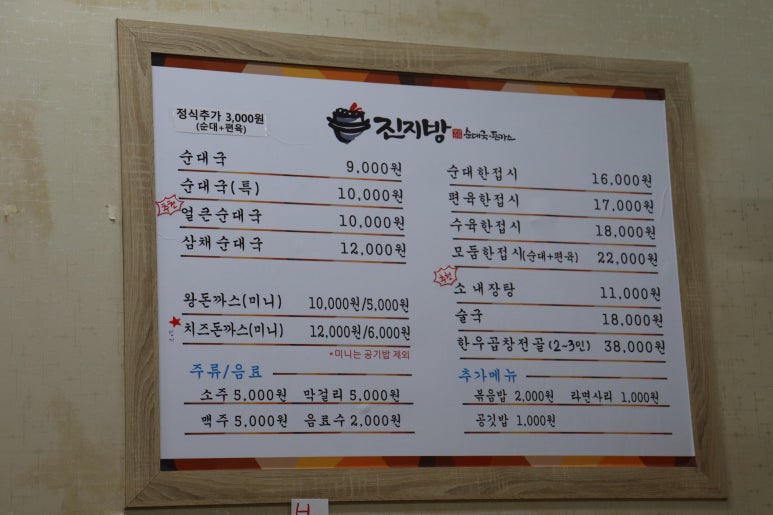 정식추가 3,000원
(순대+편육)
진지방 순대국·돈가스
순대국 9,000원
순대국(특) 10,000원
추천
얼큰순대국 10,000원
삼채순대국 12,000원
왕돈까스(미니) 10,000원/5,000원
치즈돈까스(미니) 12,000원/6,000원
*미니는 공기밥 제외
주류/음료
소주 5,000원 막걸리 5,000원
맥주 5,000원 음료수 2,000원
순대한접시 16,000원
편육한접시 17,000원
수육한접시 18,000원
모둠한접시(순대+편육) 22,000원
추천
소내장탕 11,000원
술국 18,000원
한우곱창전골(2~3인) 38,000원
추가메뉴
볶음밥 2,000원 라면사리 1,000원
공깃밥 1,000원